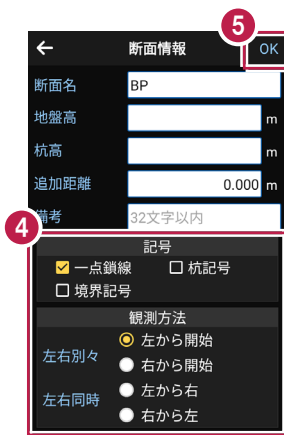 5
← 断面情報 OK
断面名 BP
地盤高 m
杭高 m
追加距離 0.000 m
備考 32文字以内
4
記号
一点鎖線 杭記号
境界記号
観測方法
左右別々 左から開始
右から開始
左右同時 左から右
右から左